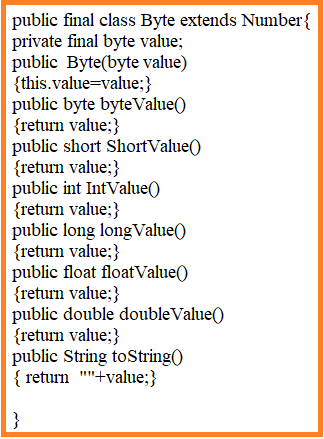 public final class Byte extends Number{
private final byte value;
public  Byte(byte value)
{this.value=value;}
public byte byteValue()
{return value;}
public short ShortValue()
{return value;}
public int IntValue()
{return value;}
public long longValue()
{return value;}
public float floatValue()
{return value;}
public double doubleValue()
{return value;}
public String toString()
{ return  ""+value;}
}